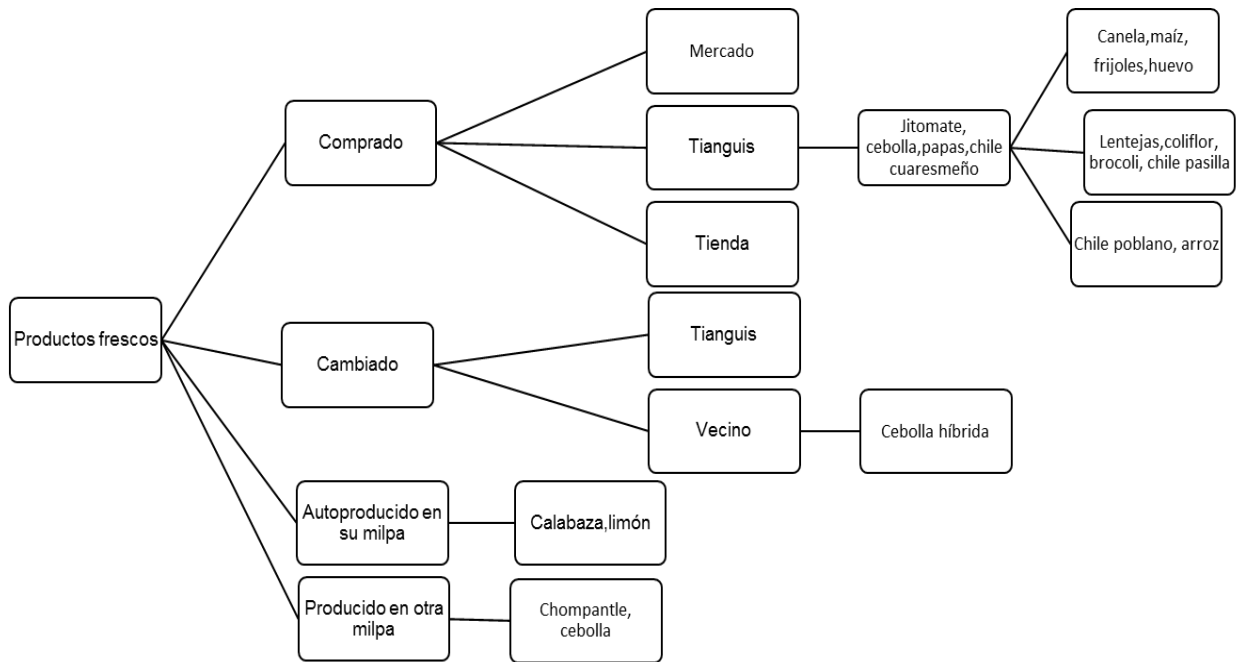 Productos frescos
Comprado
Mercado
Tianguis
Jitomate,
cebolla,papas,chile
cuaresmeño
Canela,maíz,
frijoles,huevo
Lentejas,coliflor,
brocoli, chile pasilla
Chile poblano, arroz
Tienda
Cambiado
Tianguis
Vecino
Cebolla híbrida
Autoproducido en
su milpa
Calabaza,limón
Producido en otra
milpa
Chompantle,
cebolla